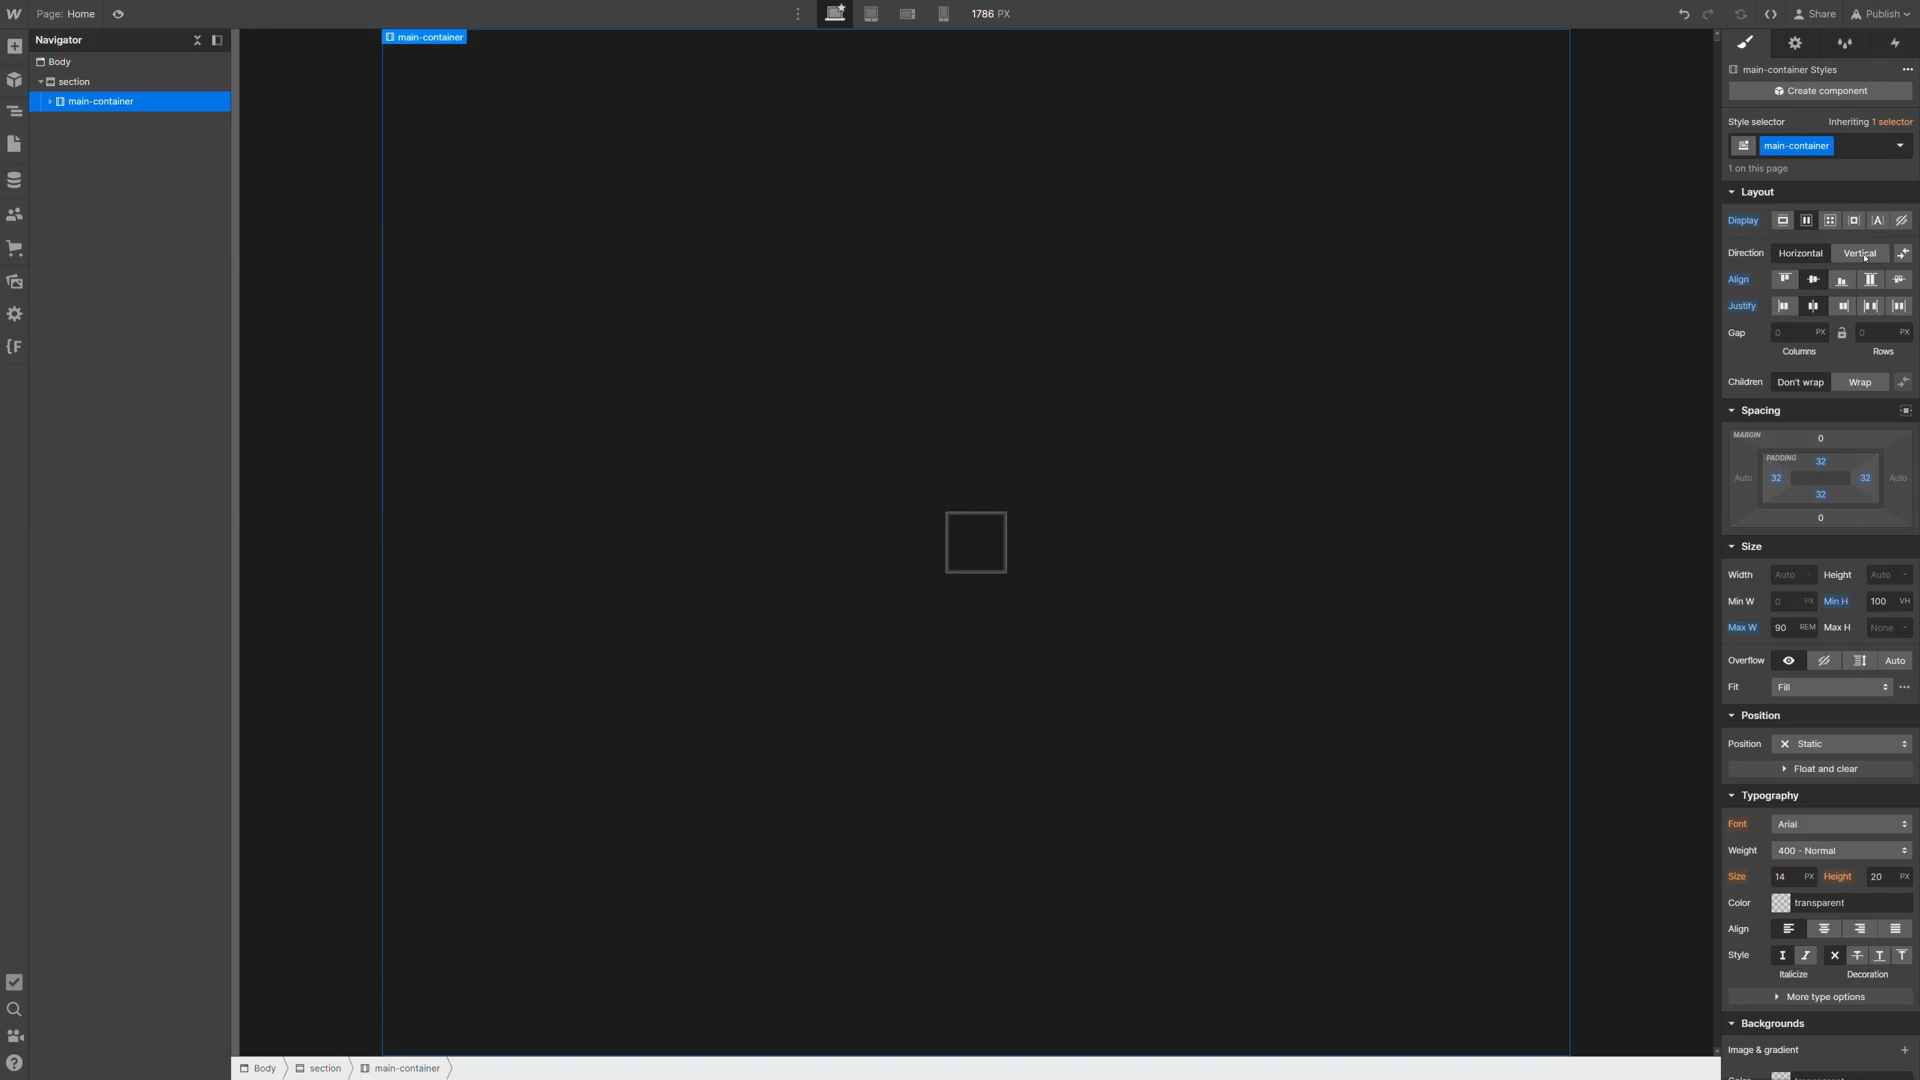 Page: Home
1786 PX
Share
Publish
Navigator
Body
section
main-container
main-container
main-container Styles
Create component
Style selector
Inheriting 1 selector
main-container
1 on this page
Layout
Display
Direction
Horizontal
Vertical
Align
Justify
Gap
0 PX
0 PX
Columns
Rows
Children
Don't wrap
Wrap
Spacing
MARGIN
0
PADDING
32
Auto
32
32
Auto
32
0
Size
Width
Auto -
Height
Auto -
Min W
0 PX
Min H
100 VH
Max W
90 REM
Max H
None -
Overflow
Auto
Fit
Fill
Position
Position
Static
Float and clear
Typography
Font
Arial
Weight
400 - Normal
Size
14 PX
Height
20 PX
Color
transparent
Align
Style
Italicize
Decoration
More type options
Backgrounds
Image & gradient
Body
section
main-container